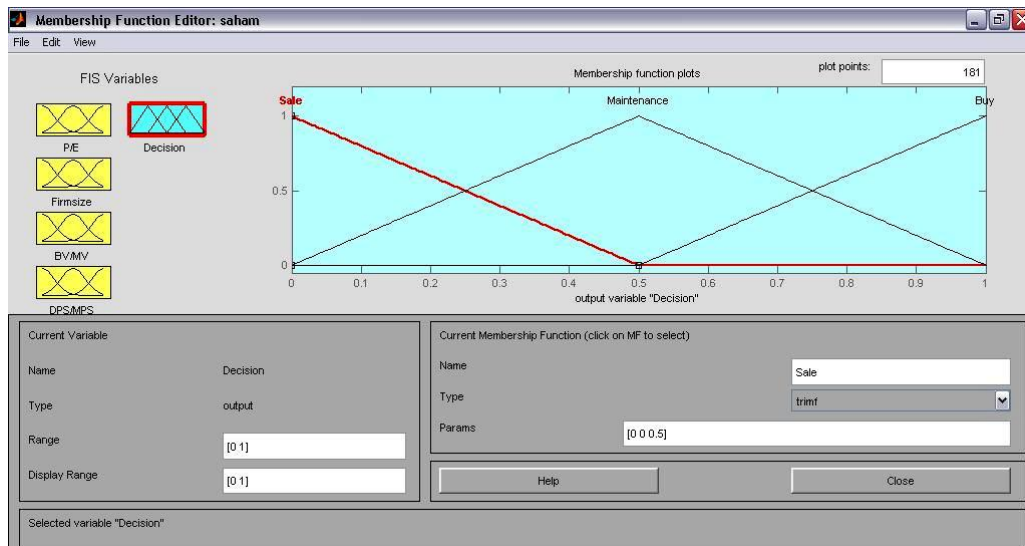 Membership Function Editor: saham
File Edit View
FIS Variables
P/E
Firmsize
BV/MV
DPS/MPS
Decision
Membership function plots
plot points:
181
Sale
Maintenance
Buy
1
0.5
0
0 0.1 0.2 0.3 0.4 0.5 0.6 0.7 0.8 0.9 1
output variable "Decision"
Current Variable
Name Decision
Type output
Range [0 1]
Display Range [0 1]
Current Membership Function (click on MF to select)
Name Sale
Type trimf
Params [0 0 0.5]
Help
Close
Selected variable "Decision"